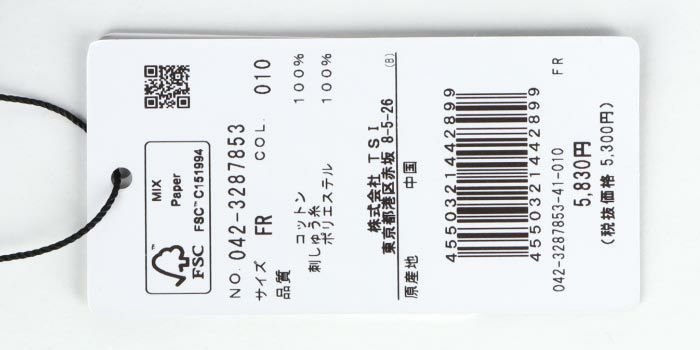 MIX
Paper
FSC™ C151994
FSC™
NO. 042-3287853
COL. 010
サイズ FR
品質 コットン 100%
刺しゅう糸
ポリエステル 100%
株式会社 TSI
東京都港区赤坂 8-5-26
(8)
原産地 中国
4550321442899
4550321442899
FR
042-3287853-41-010
5,830円
(税抜価格 5,300円)